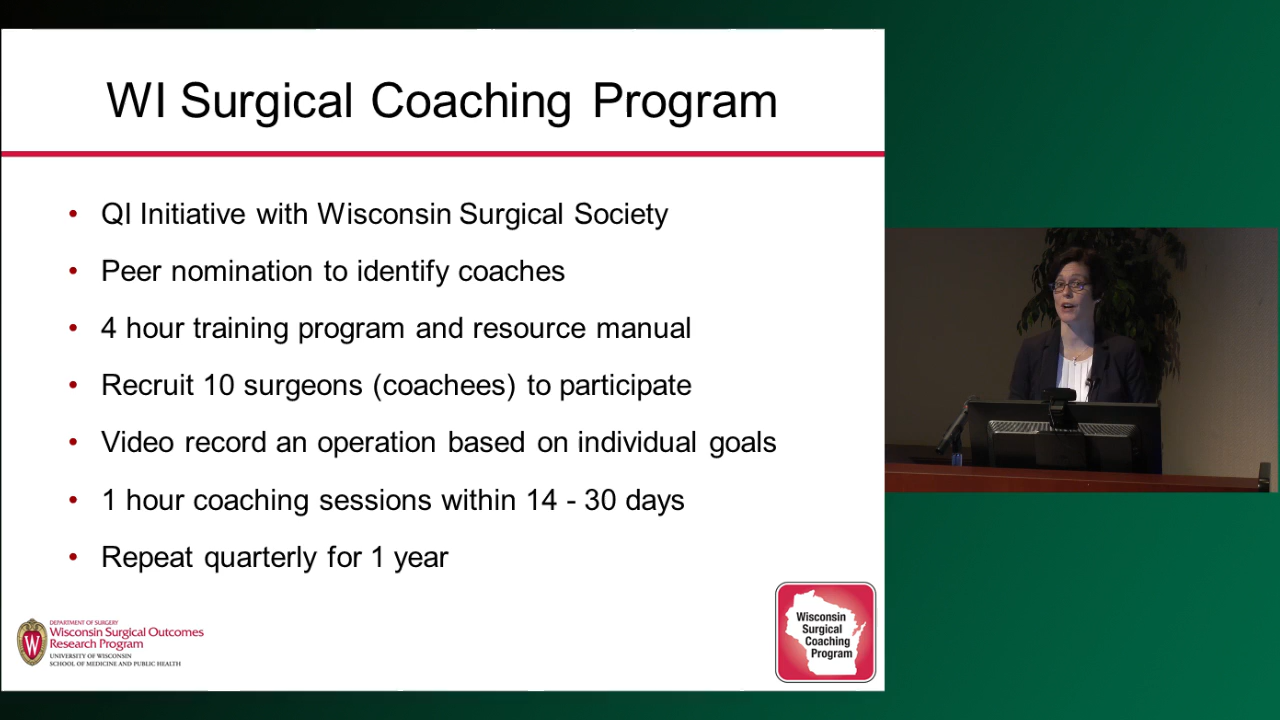 WI Surgical Coaching Program
• QI Initiative with Wisconsin Surgical Society
• Peer nomination to identify coaches
• 4 hour training program and resource manual
• Recruit 10 surgeons (coachees) to participate
• Video record an operation based on individual goals
• 1 hour coaching sessions within 14 - 30 days
• Repeat quarterly for 1 year
W
DEPARTMENT OF SURGERY
Wisconsin Surgical Outcomes
Research Program
UNIVERSITY OF WISCONSIN
SCHOOL OF MEDICINE AND PUBLIC HEALTH
Wisconsin
Surgical
Coaching
Program